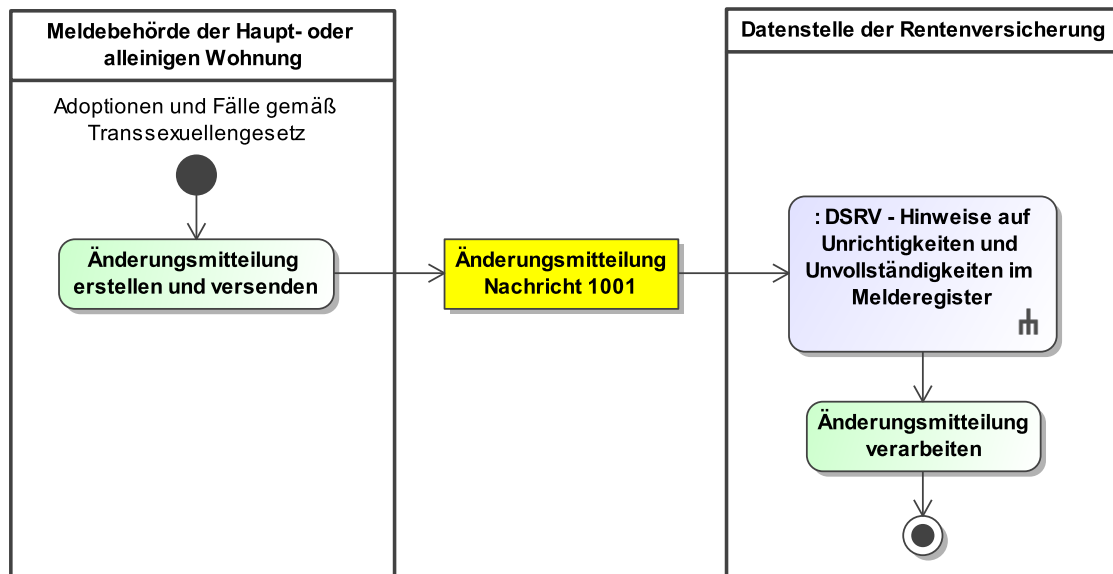 Meldebehörde der Haupt- oder
alleinigen Wohnung
Adoptionen und Fälle gemäß
Transsexuellengesetz
Änderungsmitteilung
erstellen und versenden
Änderungsmitteilung
Nachricht 1001
Datenstelle der Rentenversicherung
: DSRV - Hinweise auf
Unrichtigkeiten und
Unvollständigkeiten im
Melderegister
Änderungsmitteilung
verarbeiten